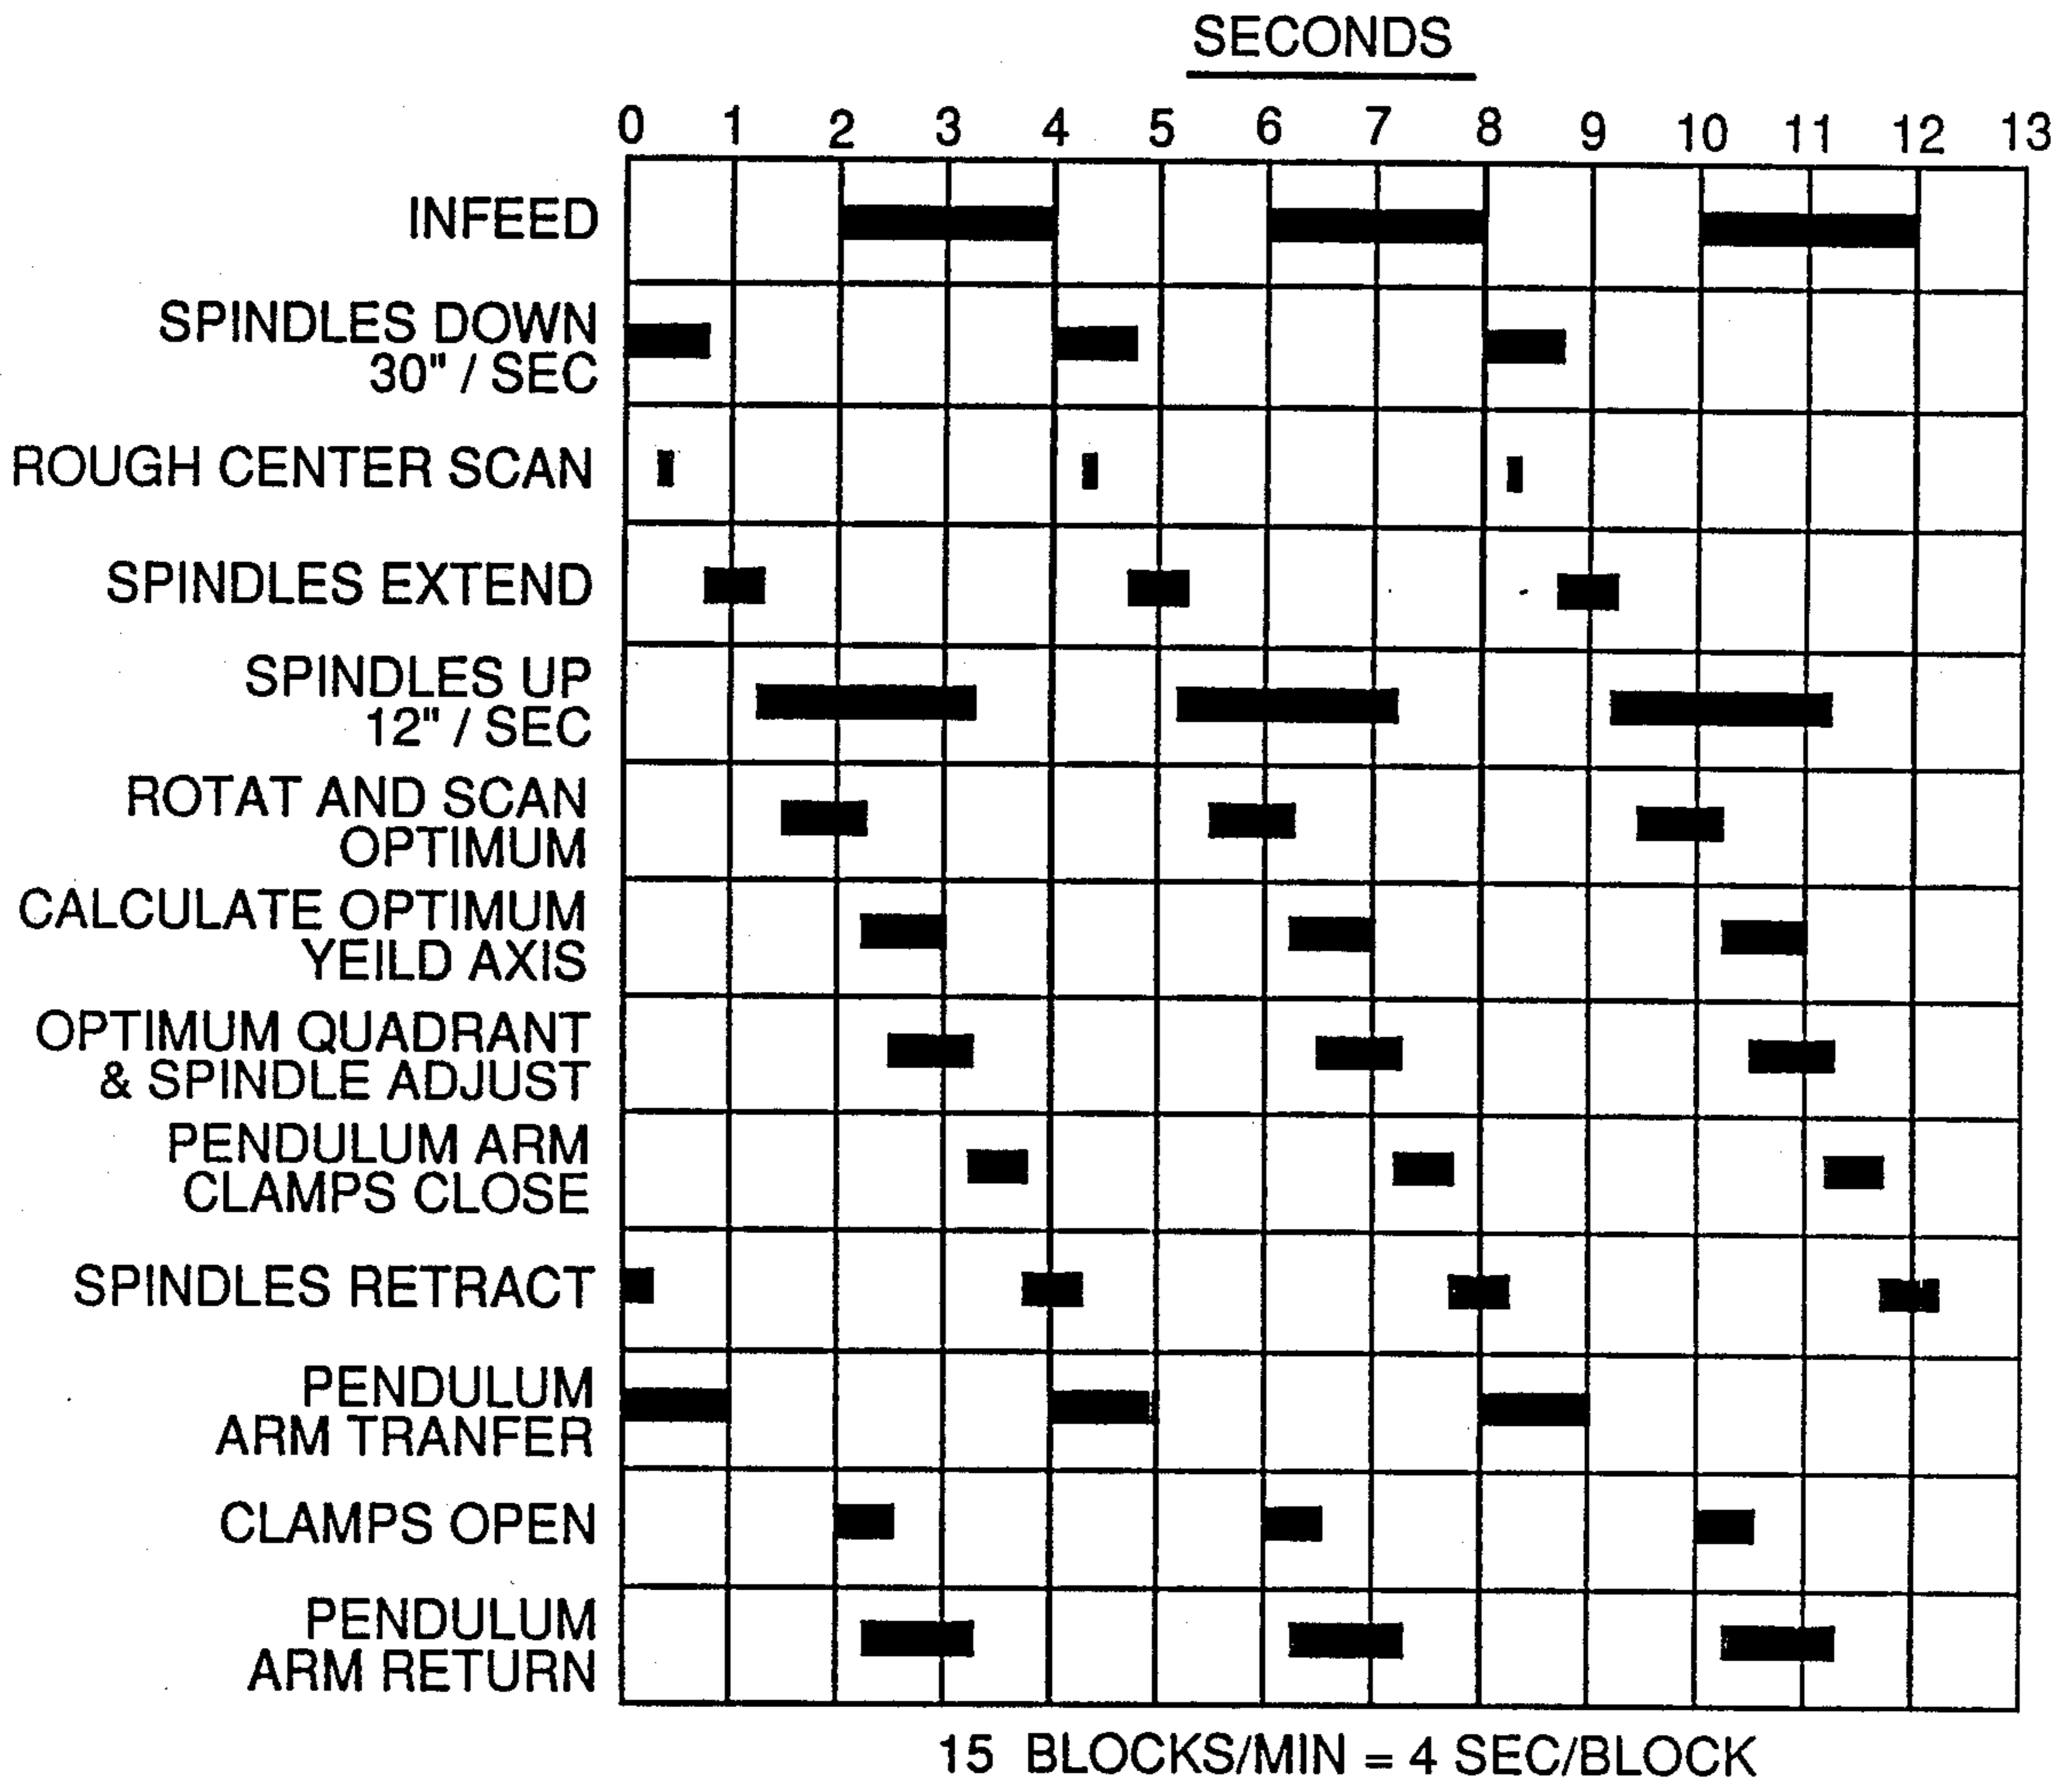 SECONDS
0 1 2 3 4 5 6 7 8 9 10 11 12 13
INFEED
SPINDLES DOWN
30" / SEC
ROUGH CENTER SCAN
SPINDLES EXTEND
SPINDLES UP
12" / SEC
ROTAT AND SCAN
OPTIMUM
CALCULATE OPTIMUM
YEILD AXIS
OPTIMUM QUADRANT
& SPINDLE ADJUST
PENDULUM ARM
CLAMPS CLOSE
SPINDLES RETRACT
PENDULUM
ARM TRANFER
CLAMPS OPEN
PENDULUM
ARM RETURN
15 BLOCKS/MIN = 4 SEC/BLOCK